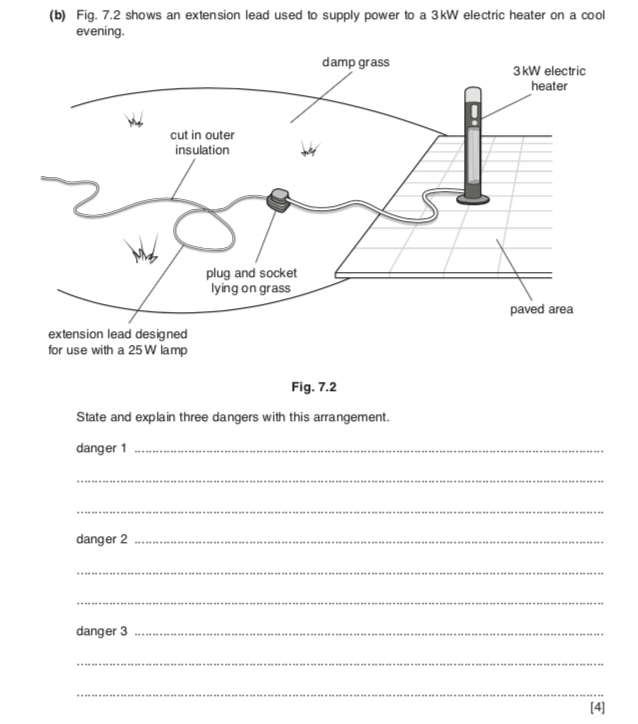 (b) Fig. 7.2 shows an extension lead used to supply power to a 3 kW electric heater on a cool
evening.
damp grass
3 kW electric
heater
cut in outer
insulation
plug and socket
lying on grass
paved area
extension lead designed
for use with a 25 W lamp
Fig. 7.2
State and explain three dangers with this arrangement.
danger 1
danger 2
danger 3
[4]